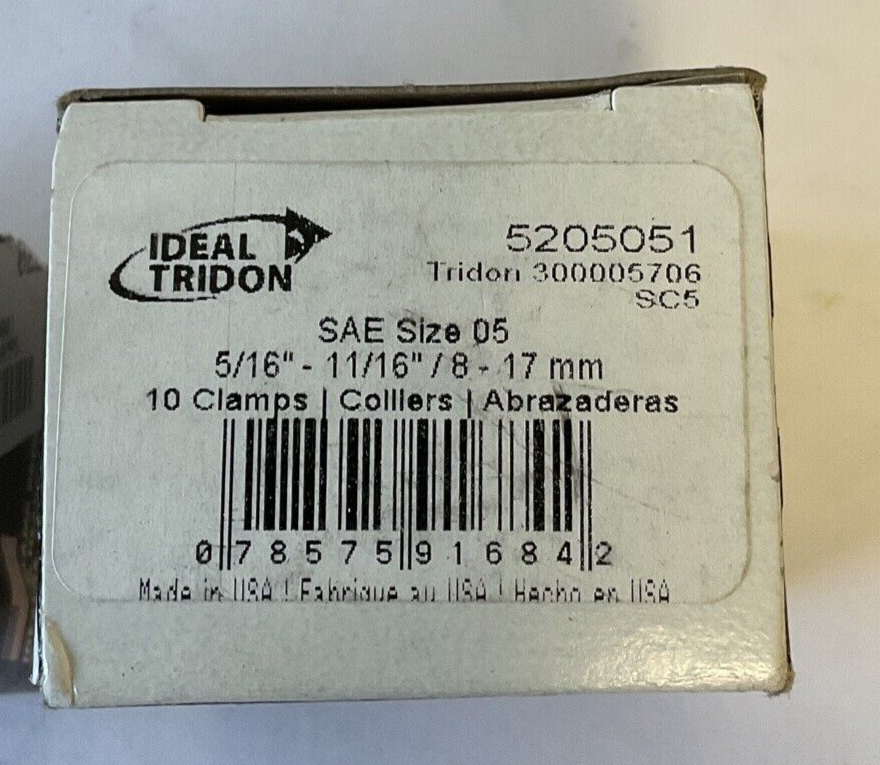 IDEAL
TRIDON
5205051
Tridon 300005706
SC5
SAE Size 05
5/16" - 11/16" / 8 - 17 mm
10 Clamps | Colliers | Abrazaderas
0 78575 91684 2
Made in USA | Fabrique au USA | Hecho en USA